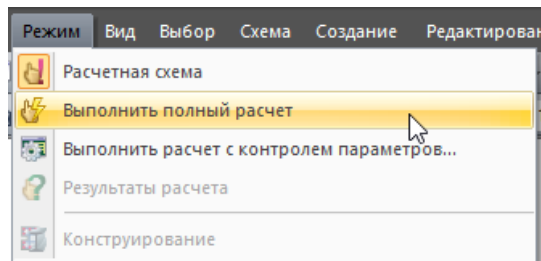 Режим Вид Выбор Схема Создание
Расчетная схема
Выполнить полный расчет
Выполнить расчет с контролем параметров...
Результаты расчета
Конструирование